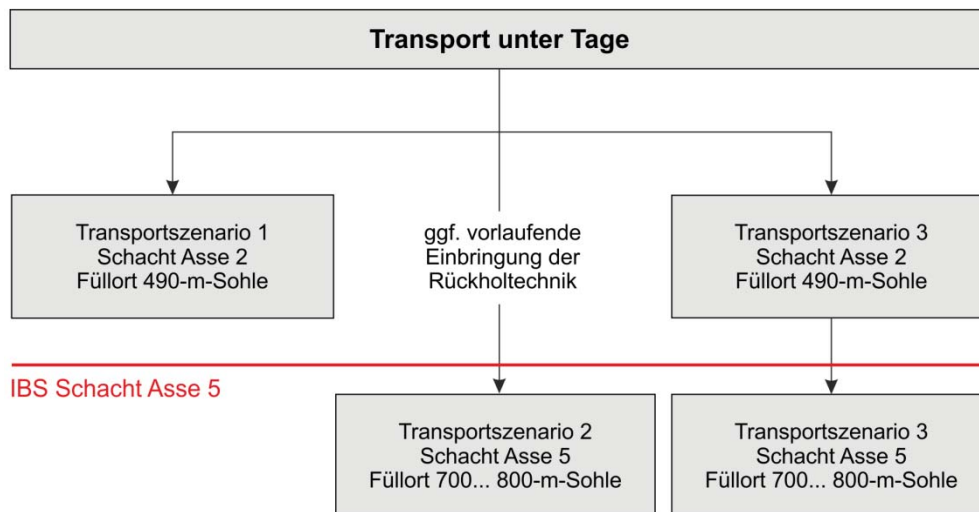 Transport unter Tage
Transportszenario 1
Schacht Asse 2
Füllort 490-m-Sohle
ggf. vorlaufende
Einbringung der
Rückholtechnik
Transportszenario 3
Schacht Asse 2
Füllort 490-m-Sohle
IBS Schacht Asse 5
Transportszenario 2
Schacht Asse 5
Füllort 700... 800-m-Sohle
Transportszenario 3
Schacht Asse 5
Füllort 700... 800-m-Sohle